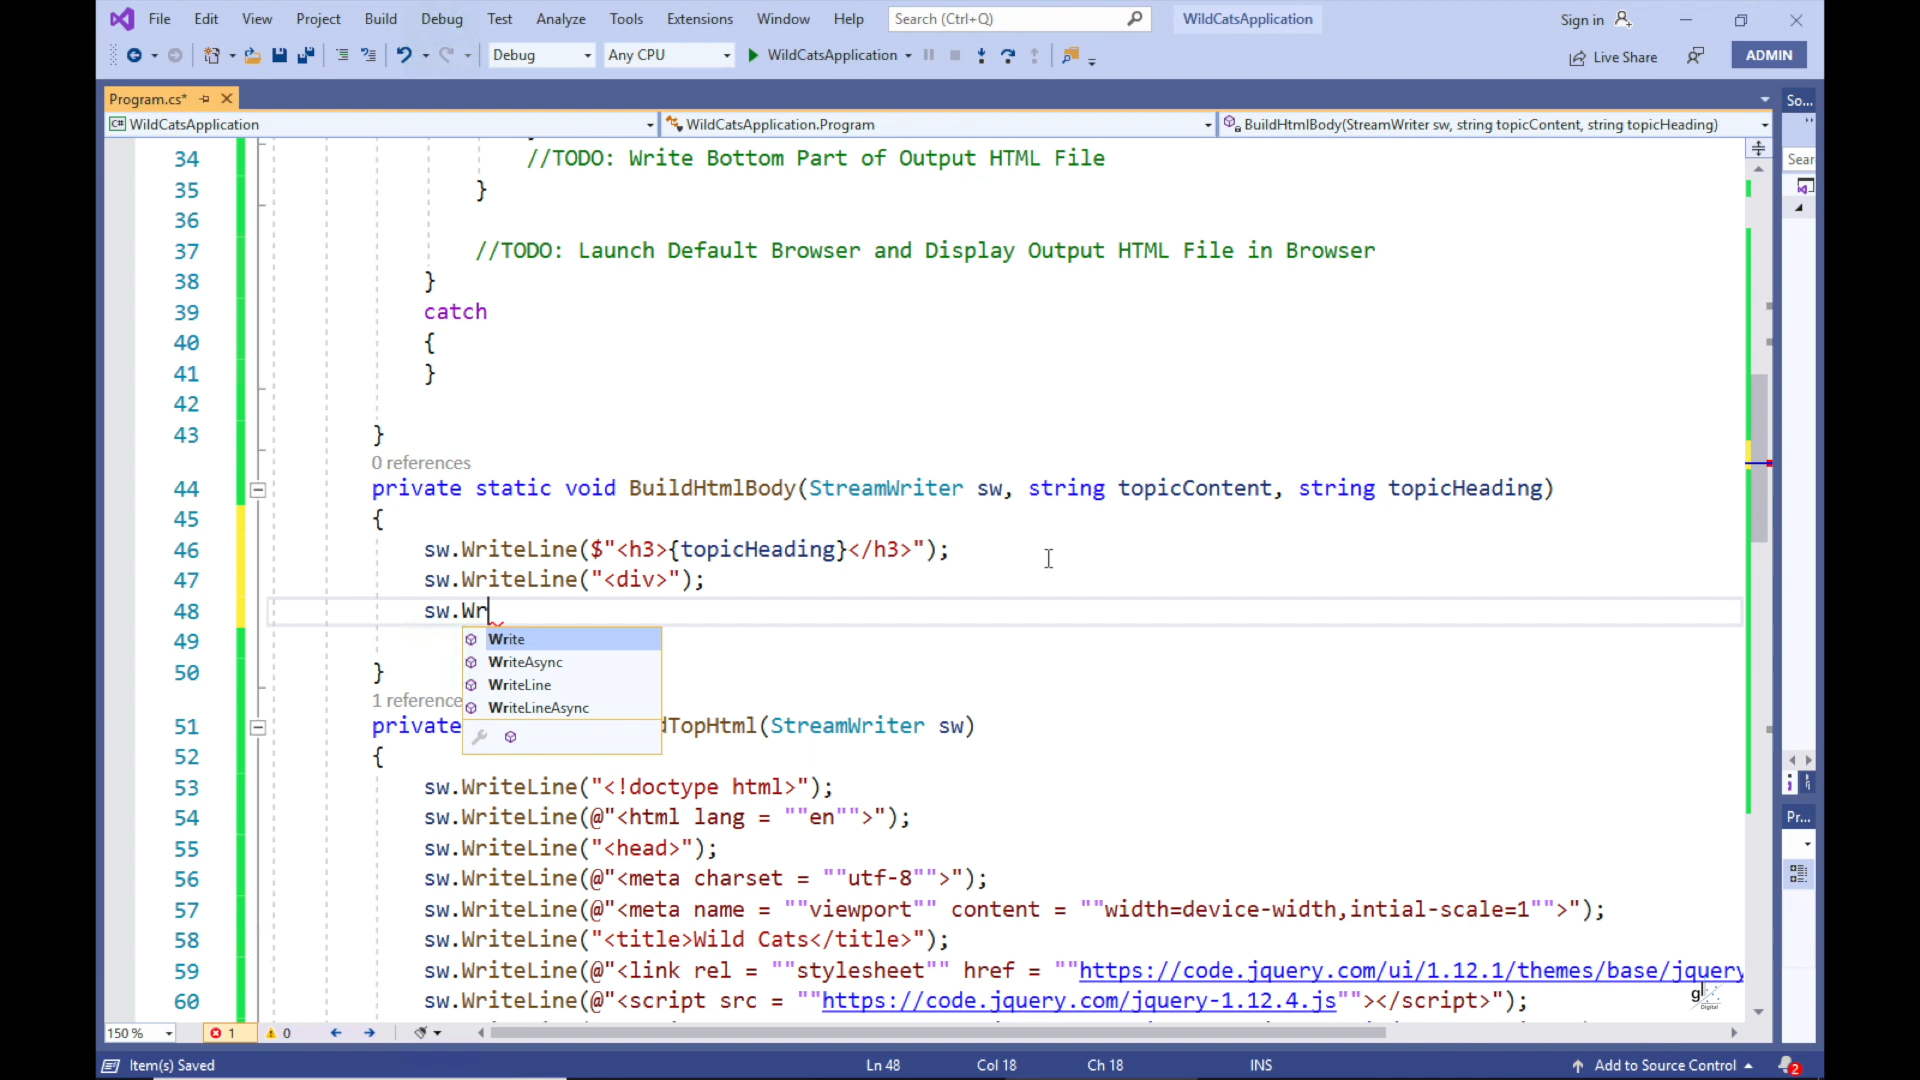 File Edit View Project Build Debug Test Analyze Tools Extensions Window Help Search (Ctrl+Q) WildCatsApplication Sign in
Debug Any CPU WildCatsApplication Live Share ADMIN
Program.cs* So...
WildCatsApplication WildCatsApplication.Program BuildHtmlBody(StreamWriter sw, string topicContent, string topicHeading)
34 //TODO: Write Bottom Part of Output HTML File Sear
35 }
36
37 //TODO: Launch Default Browser and Display Output HTML File in Browser
38 }
39 catch
40 {
41 }
42
43 }
0 references
44 private static void BuildHtmlBody(StreamWriter sw, string topicContent, string topicHeading)
45 {
46 sw.WriteLine($"<h3>{topicHeading}</h3>");
47 sw.WriteLine("<div>");
48 sw.Wr
Write
49
WriteAsync
50 }
WriteLine
1 reference
WriteLineAsync
51 private dTopHtml(StreamWriter sw)
52 {
53 sw.WriteLine("<!doctype html>");
54 sw.WriteLine(@"<html lang = ""en"">");
Pr...
55 sw.WriteLine("<head>");
56 sw.WriteLine(@"<meta charset = ""utf-8"">");
57 sw.WriteLine(@"<meta name = ""viewport"" content = ""width=device-width,intial-scale=1"">");
58 sw.WriteLine("<title>Wild Cats</title>");
59 sw.WriteLine(@"<link rel = ""stylesheet"" href = ""https://code.jquery.com/ui/1.12.1/themes/base/jquery
60 sw.WriteLine(@"<script src = ""https://code.jquery.com/jquery-1.12.4.js""></script>");
gl Digital
150 % 1 0
Item(s) Saved Ln 48 Col 18 Ch 18 INS Add to Source Control 2